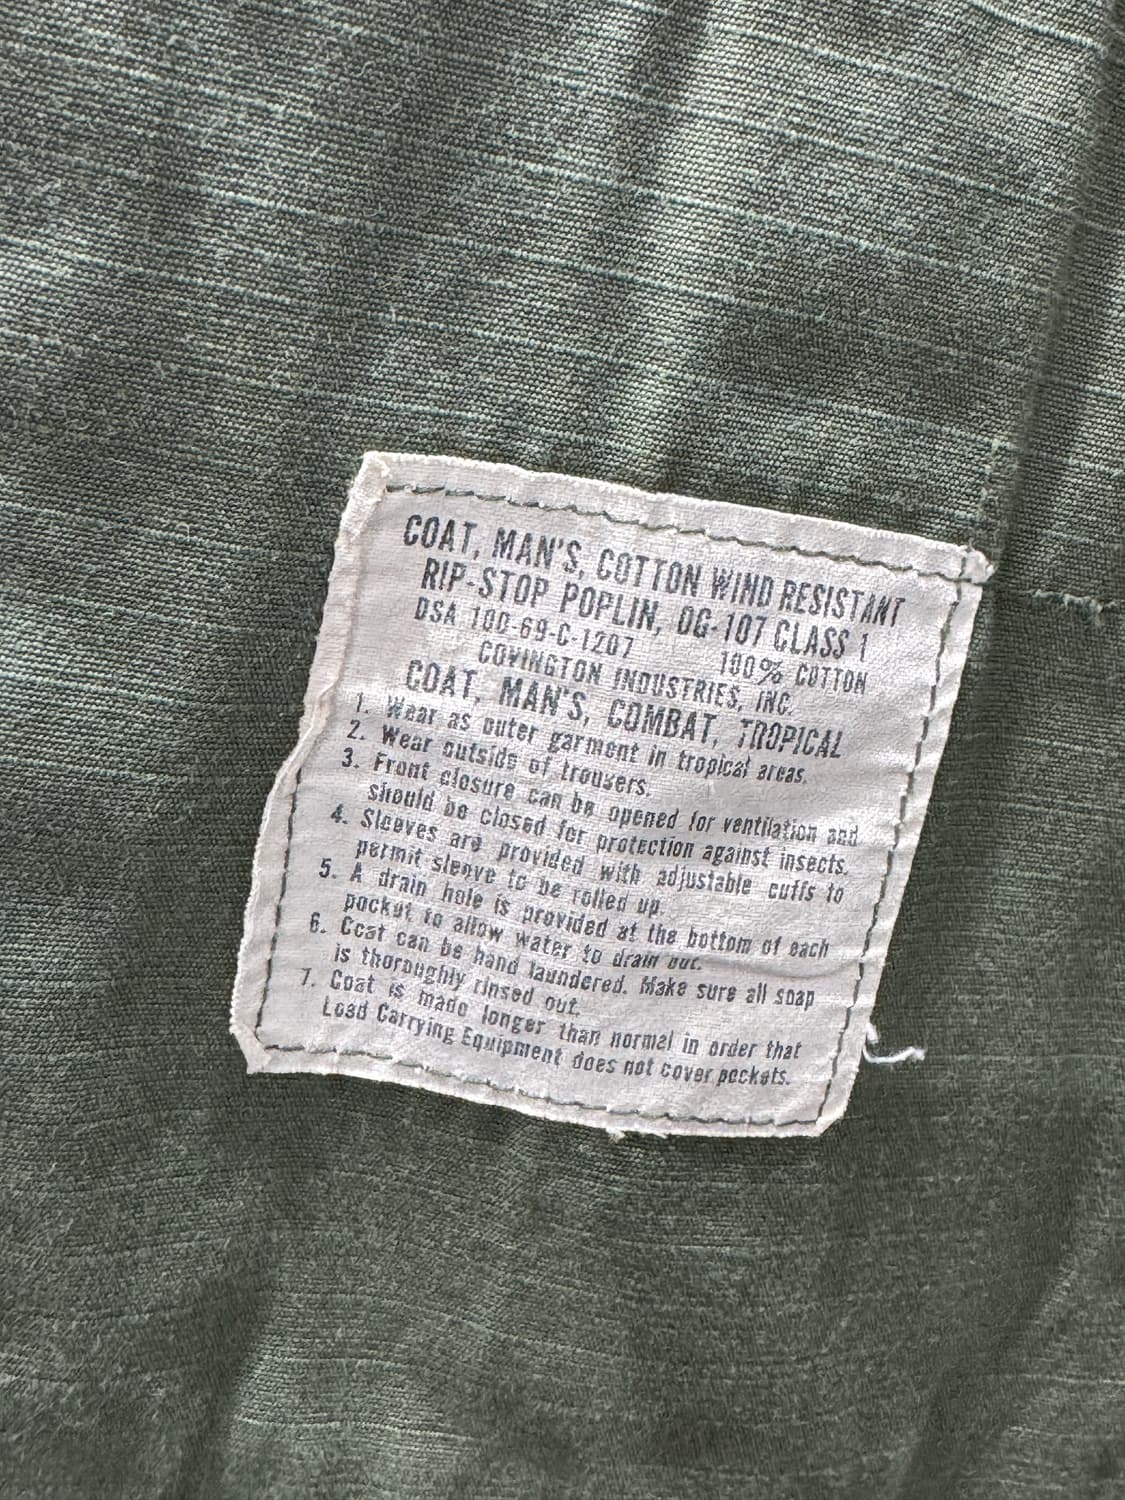 COAT, MAN'S, COTTON WIND RESISTANT
RIP-STOP POPLIN, OG-107 CLASS 1
DSA 100-69-C-1207 100% COTTON
COVINGTON INDUSTRIES, INC.
COAT, MAN'S, COMBAT, TROPICAL
1. Wear as outer garment in tropical areas.
2. Wear outside of trousers.
3. Front closure can be opened for ventilation and
should be closed for protection against insects.
4. Sleeves are provided with adjustable cuffs to
permit sleeve to be rolled up.
5. A drain hole is provided at the bottom of each
pocket to allow water to drain out.
6. Coat can be hand laundered. Make sure all soap
is thoroughly rinsed out.
7. Coat is made longer than normal in order that
Load Carrying Equipment does not cover pockets.